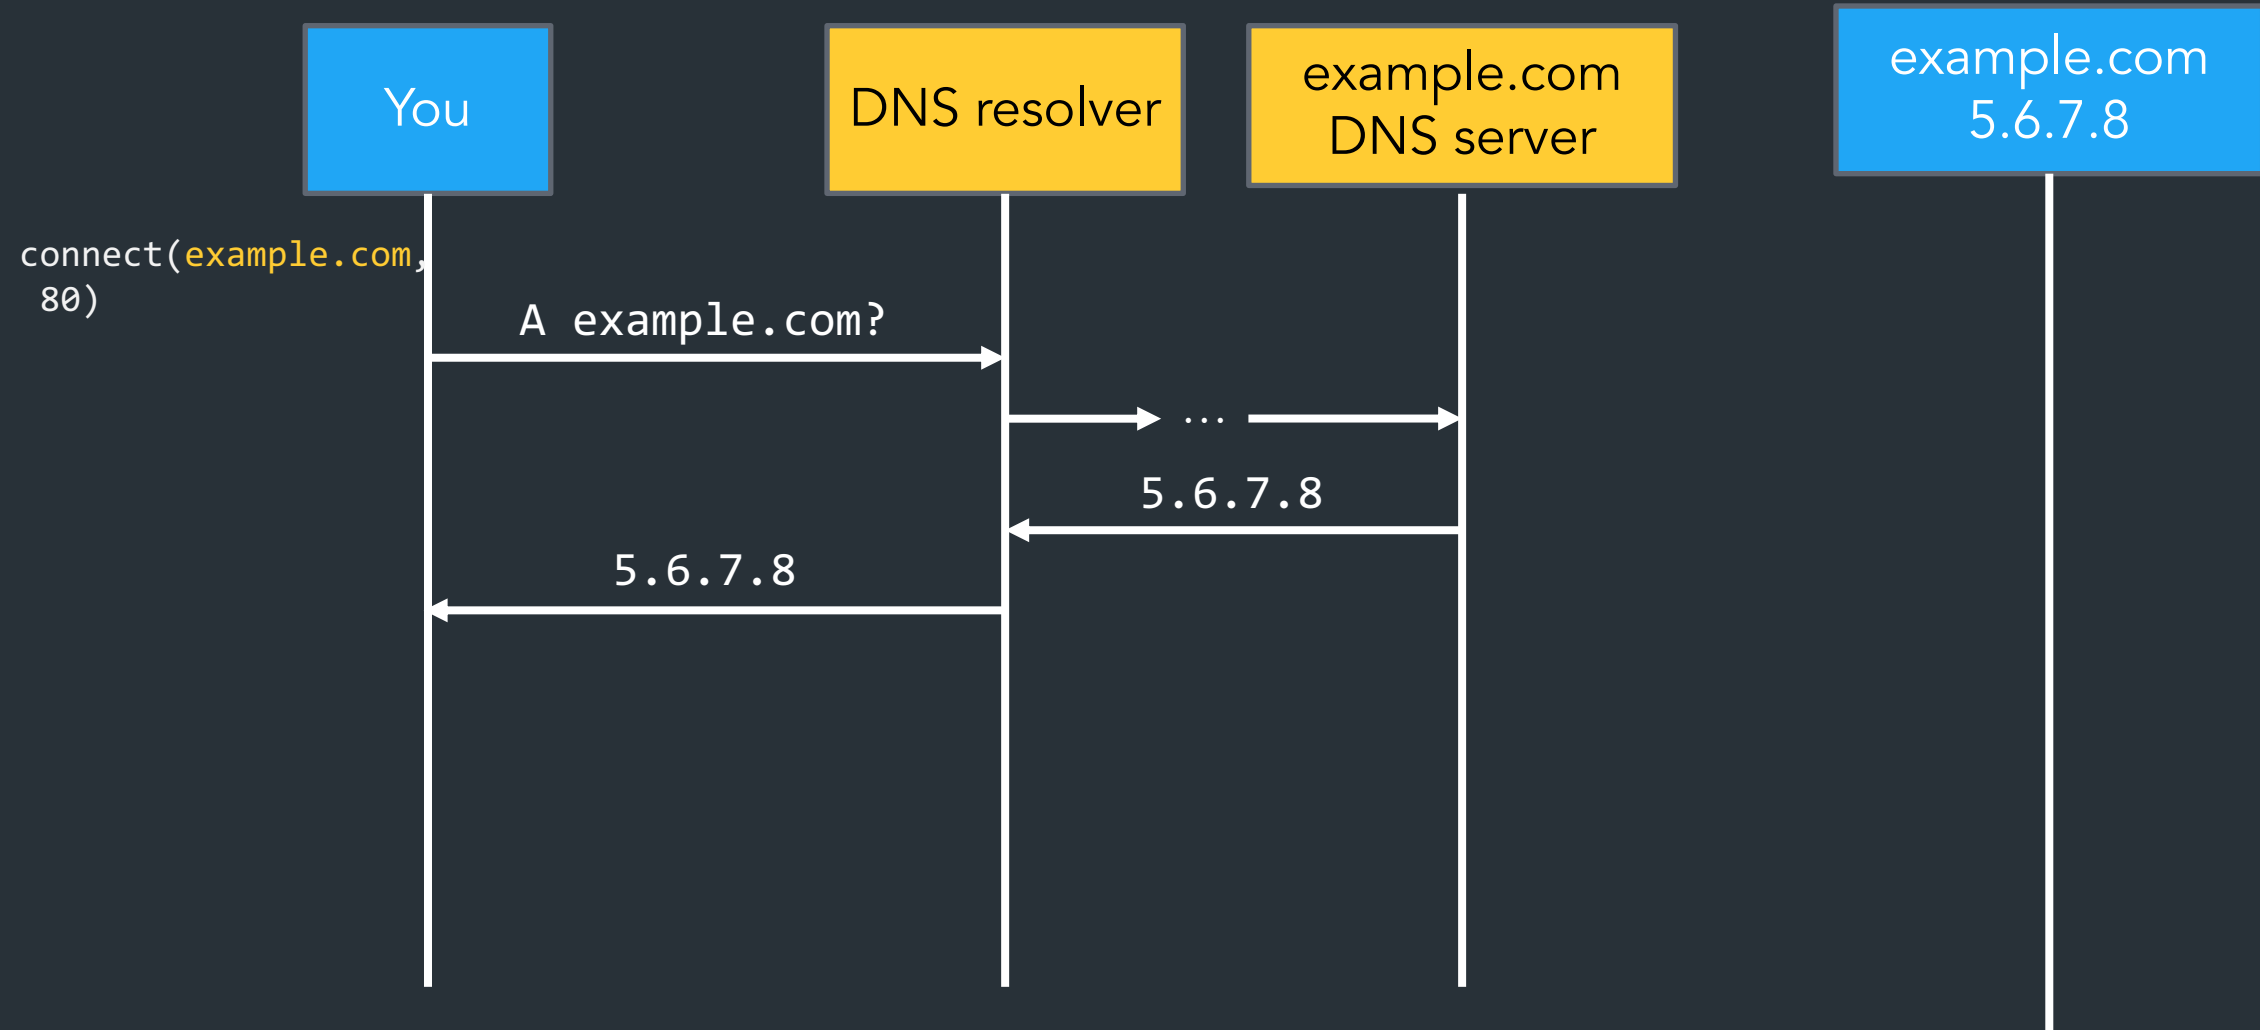 You
DNS resolver
example.com
DNS server
example.com
5.6.7.8
connect(example.com,
80)
A example.com?
...
5.6.7.8
5.6.7.8